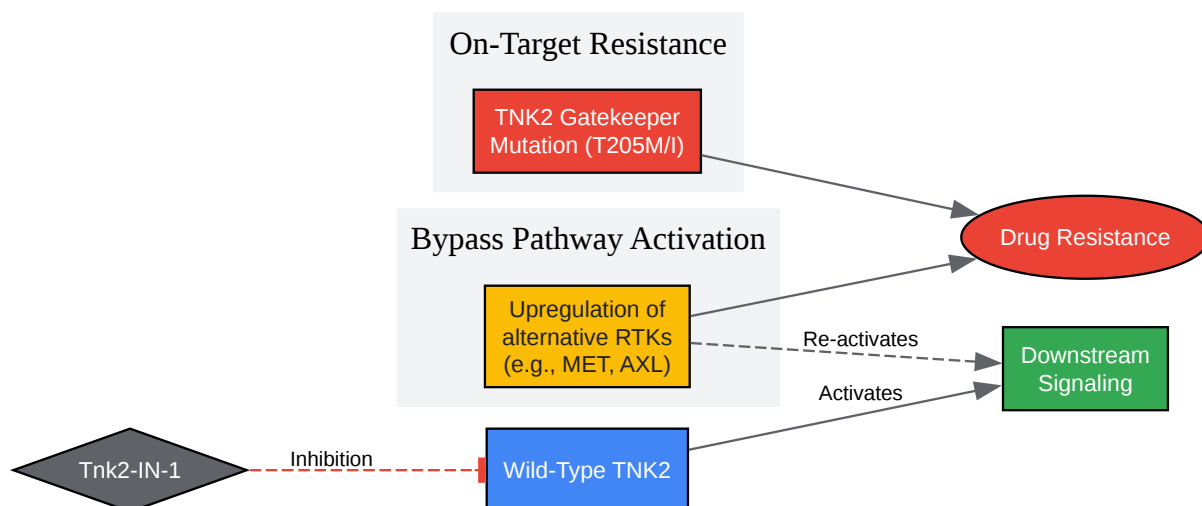 On-Target Resistance
TNK2 Gatekeeper
Mutation (T205M/I)
Drug Resistance
Bypass Pathway Activation
Upregulation of
alternative RTKs
(e.g., MET, AXL)
Re-activates
Downstream
Signaling
Activates
Tnk2-IN-1
Inhibition
Wild-Type TNK2